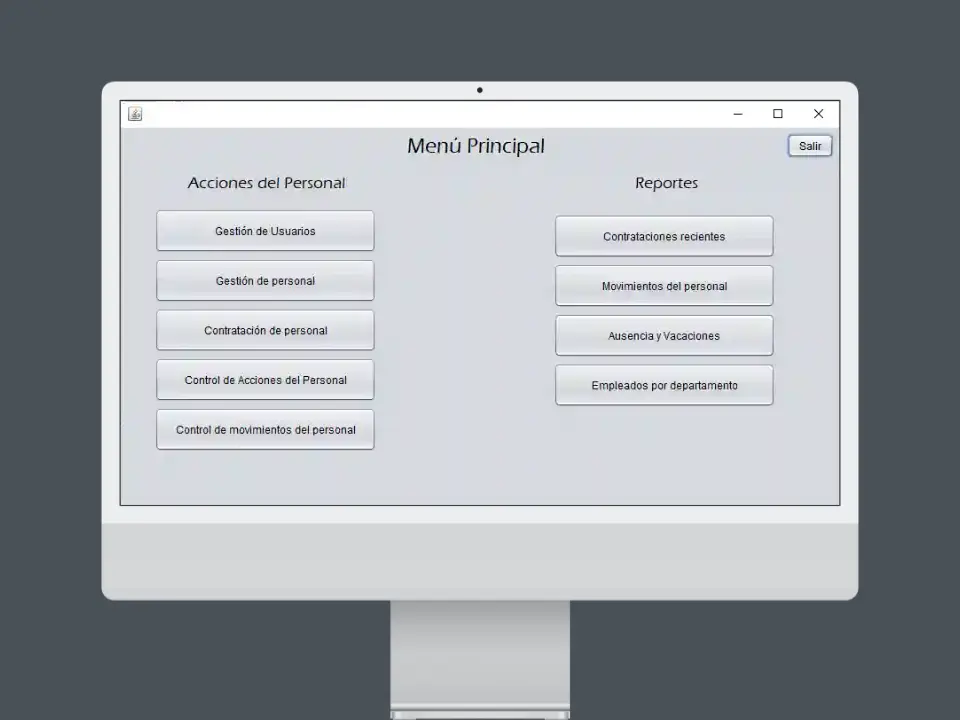 Menú Principal
Salir
Acciones del Personal
Gestión de Usuarios
Gestión de personal
Contratación de personal
Control de Acciones del Personal
Control de movimientos del personal
Reportes
Contrataciones recientes
Movimientos del personal
Ausencia y Vacaciones
Empleados por departamento